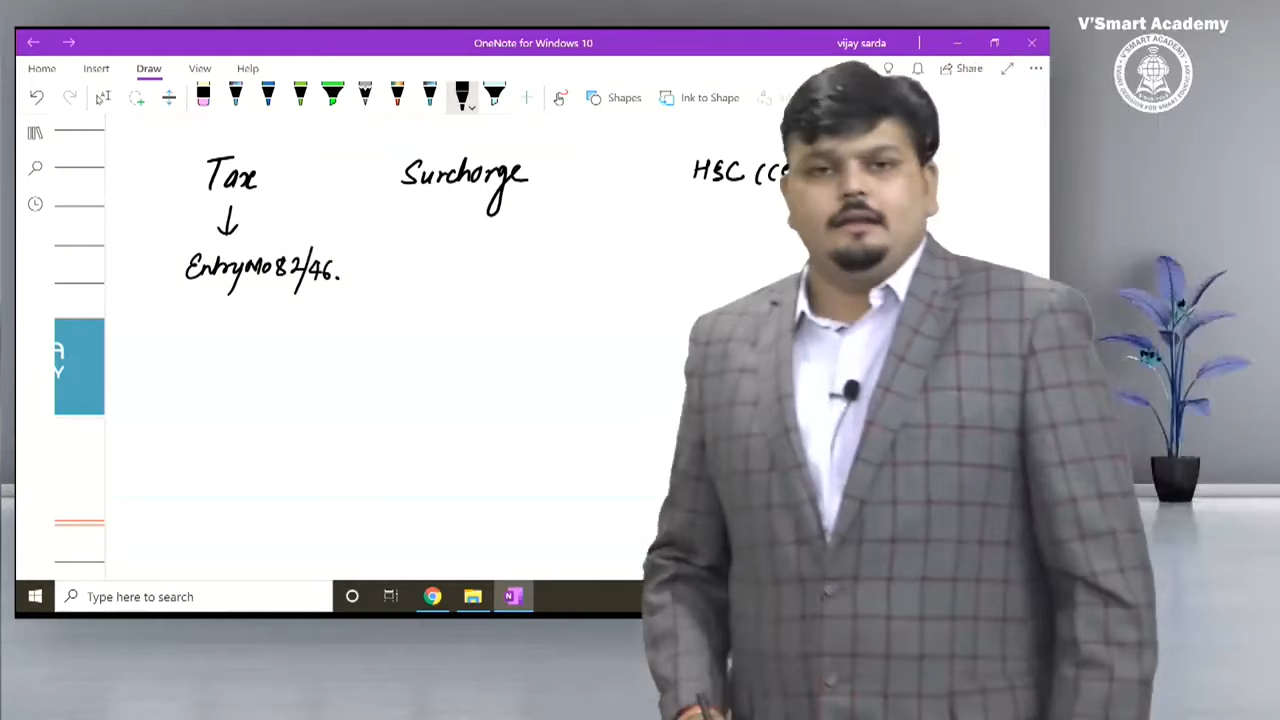 V'Smart Academy
OneNote for Windows 10
vijay sarda
Home Insert Draw View Help
Share
Shapes
Ink to Shape
Tax Surcharge H&C (C
↓
Entry No 82/46.
A
Y
Type here to search